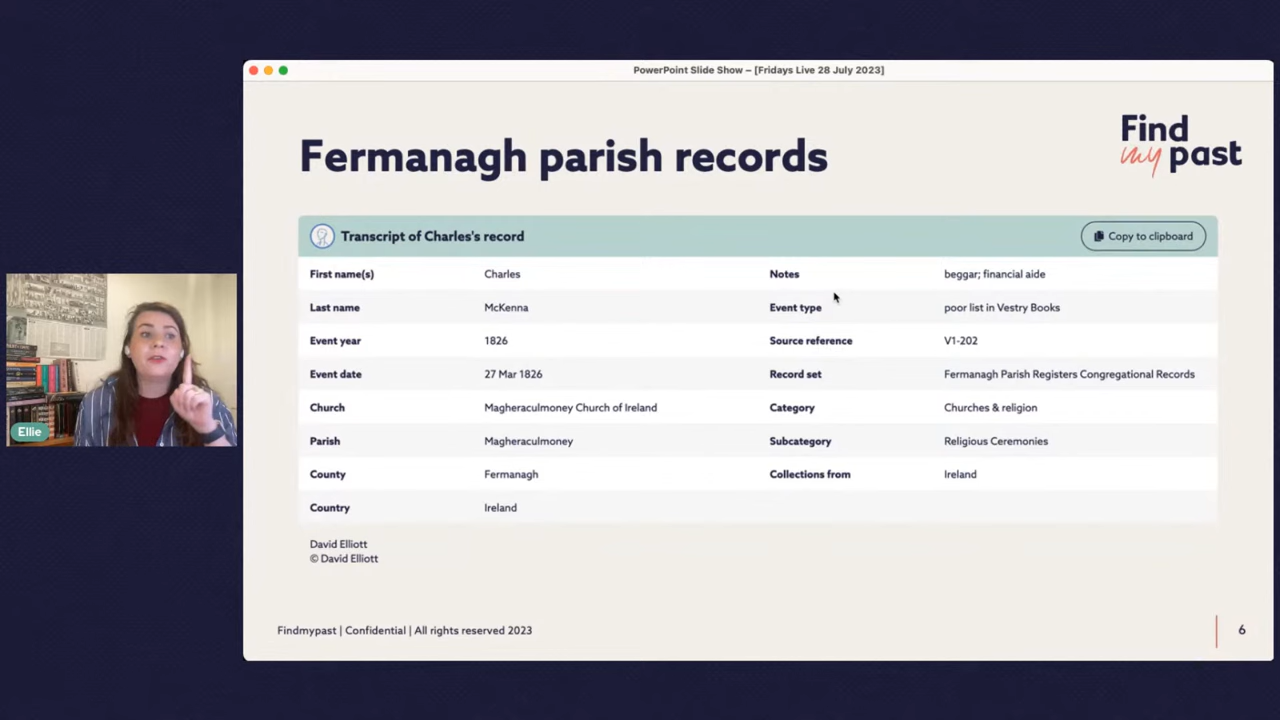 PowerPoint Slide Show – [Fridays Live 28 July 2023]
Fermanagh parish records
Find
my past
Transcript of Charles's record
Copy to clipboard
First name(s) Charles Notes beggar; financial aide
Last name McKenna Event type poor list in Vestry Books
Event year 1826 Source reference V1-202
Event date 27 Mar 1826 Record set Fermanagh Parish Registers Congregational Records
Church Magheraculmoney Church of Ireland Category Churches & religion
Parish Magheraculmoney Subcategory Religious Ceremonies
County Fermanagh Collections from Ireland
Country Ireland
David Elliott
© David Elliott
Findmypast | Confidential | All rights reserved 2023
6
Ellie